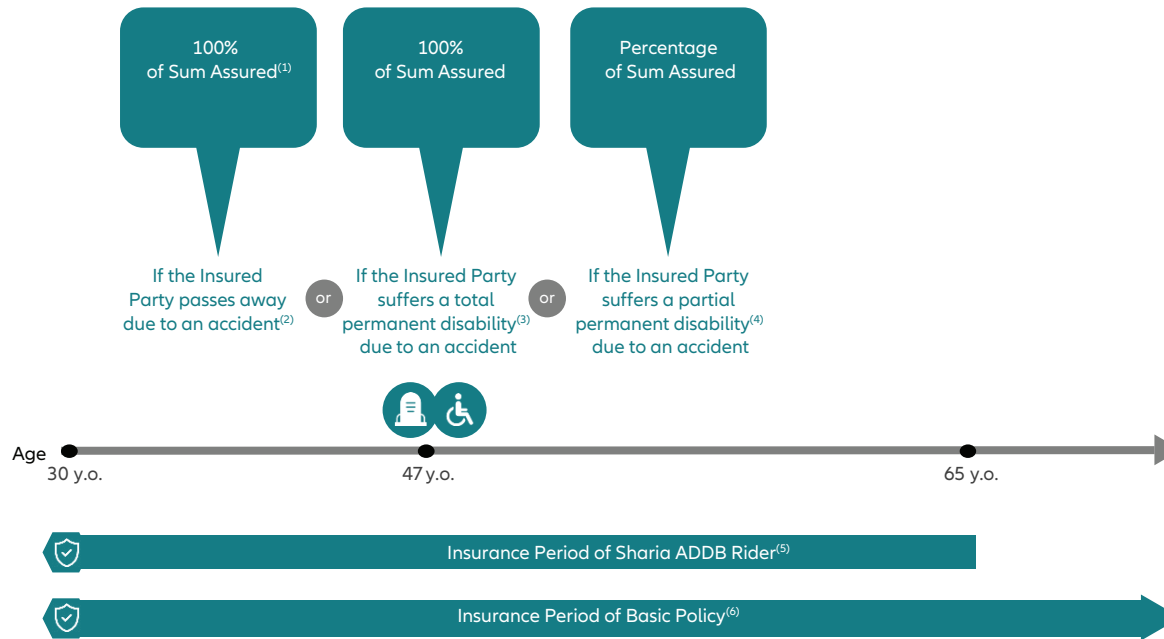 100%
of Sum Assured(1)
100%
of Sum Assured
Percentage
of Sum Assured
If the Insured
Party passes away
due to an accident(2)
or
If the Insured Party
suffers a total
permanent disability(3)
due to an accident
or
If the Insured Party
suffers a partial
permanent disability(4)
due to an accident
Age
30 y.o.
47 y.o.
65 y.o.
Insurance Period of Sharia ADDB Rider(5)
Insurance Period of Basic Policy(6)